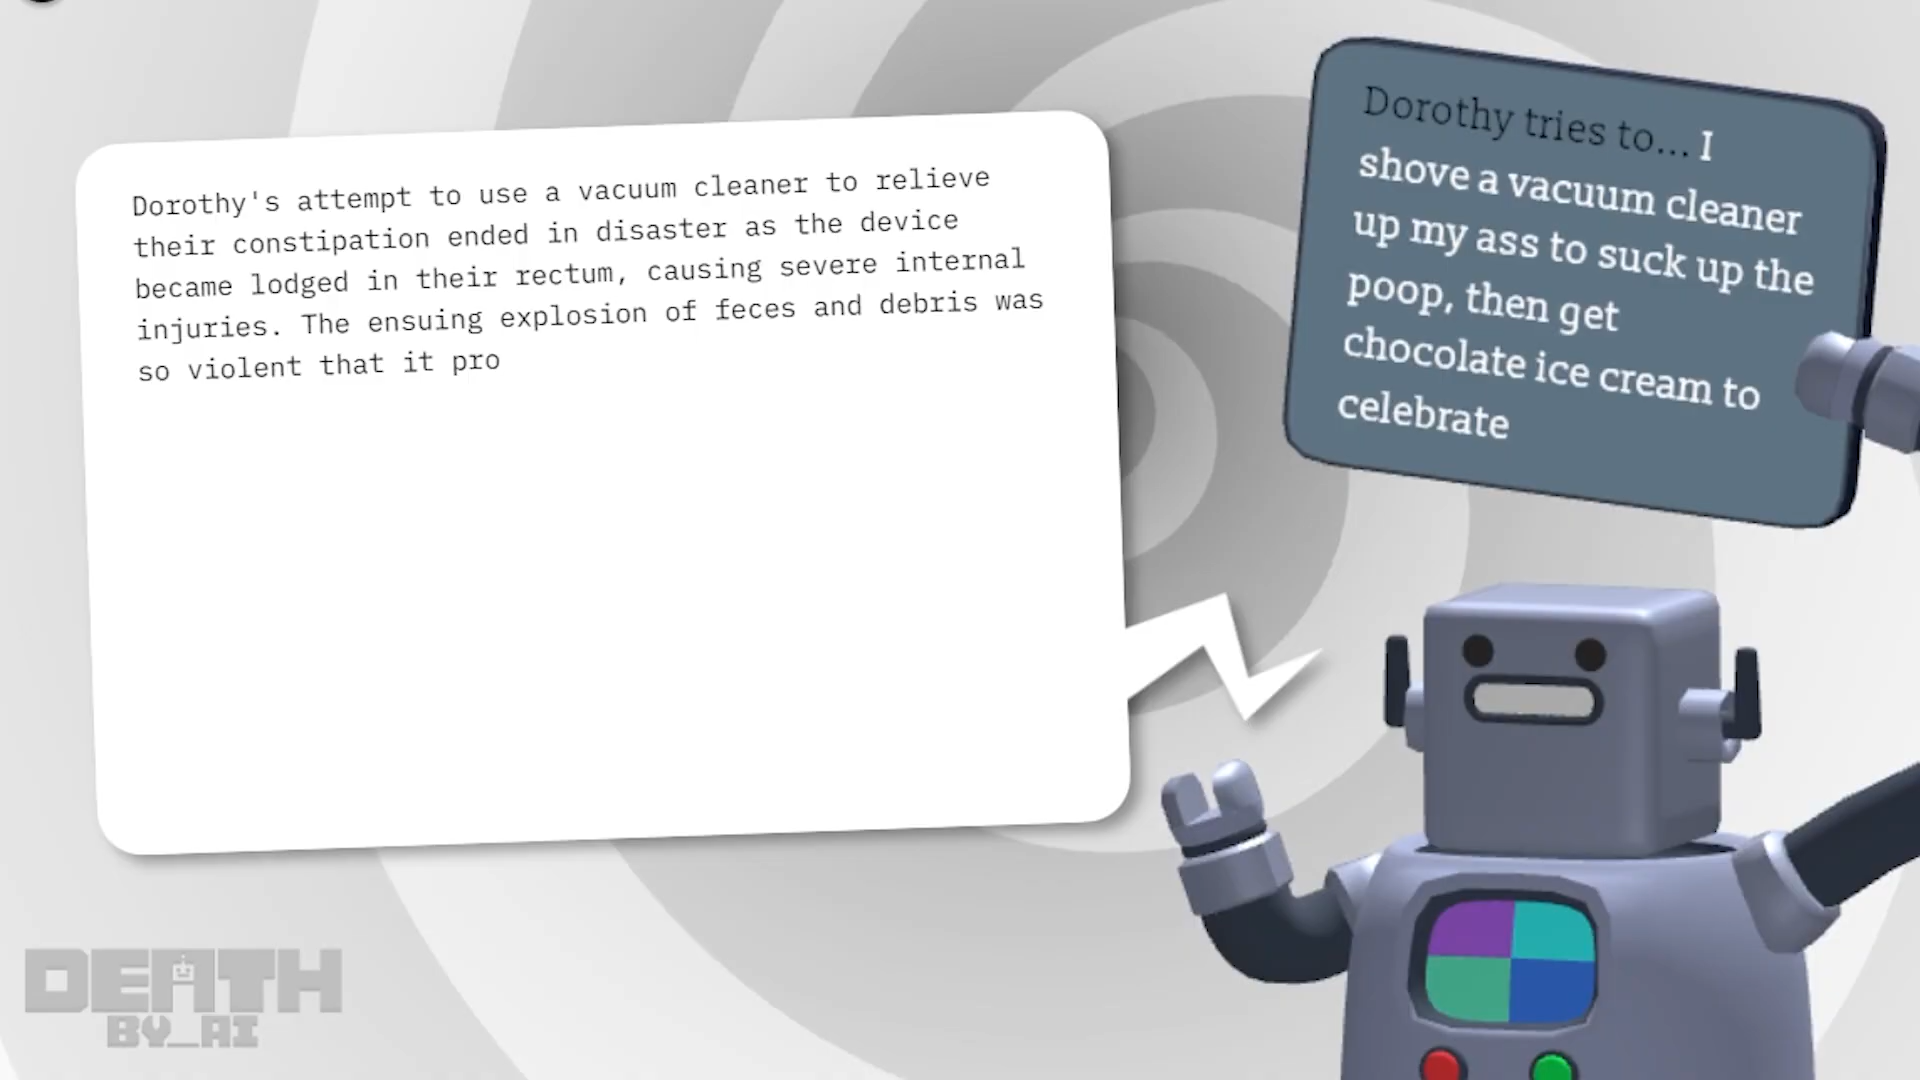 Dorothy's attempt to use a vacuum cleaner to relieve
their constipation ended in disaster as the device
became lodged in their rectum, causing severe internal
injuries. The ensuing explosion of feces and debris was
so violent that it pro
Dorothy tries to... I
shove a vacuum cleaner
up my ass to suck up the
poop, then get
chocolate ice cream to
celebrate
DEATH
BY_AI